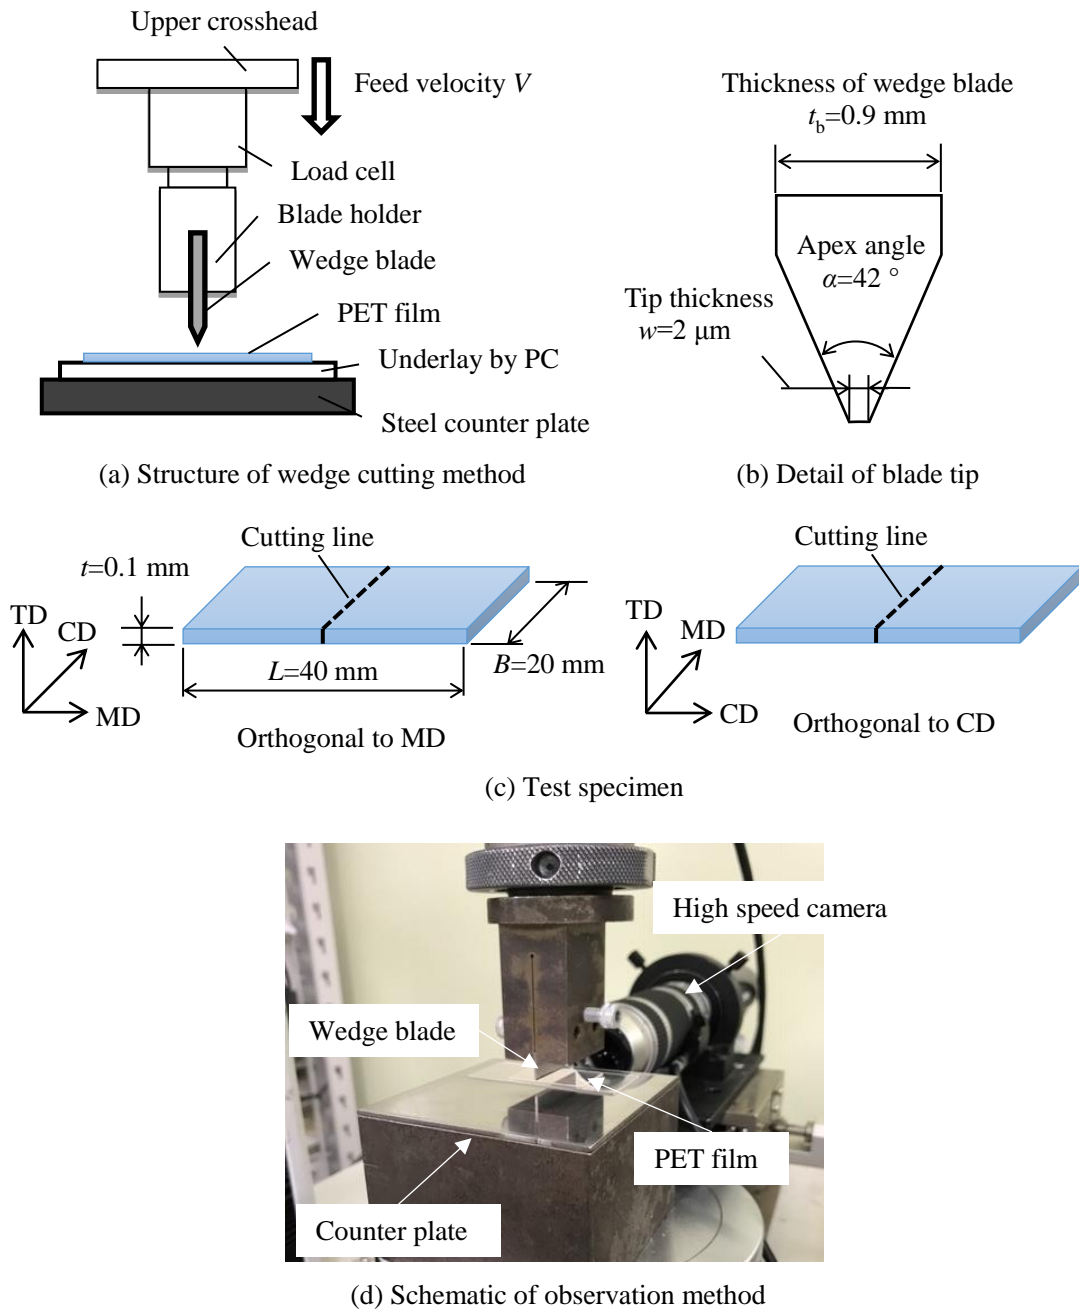 Upper crosshead
Feed velocity V
Load cell
Blade holder
Wedge blade
PET film
Underlay by PC
Steel counter plate
(a) Structure of wedge cutting method
Thickness of wedge blade
t_b=0.9 mm
Apex angle
α=42 °
Tip thickness
w=2 μm
(b) Detail of blade tip
Cutting line
t=0.1 mm
TD
CD
MD
L=40 mm
B=20 mm
Orthogonal to MD
Cutting line
TD
MD
CD
Orthogonal to CD
(c) Test specimen
High speed camera
Wedge blade
PET film
Counter plate
(d) Schematic of observation method